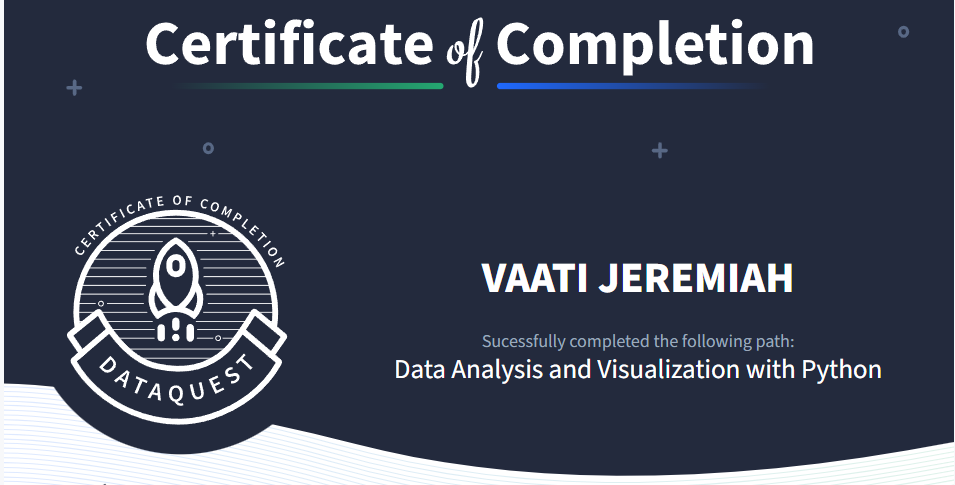 Certificate of Completion
CERTIFICATE OF COMPLETION
DATAQUEST
VAATI JEREMIAH
Sucessfully completed the following path:
Data Analysis and Visualization with Python